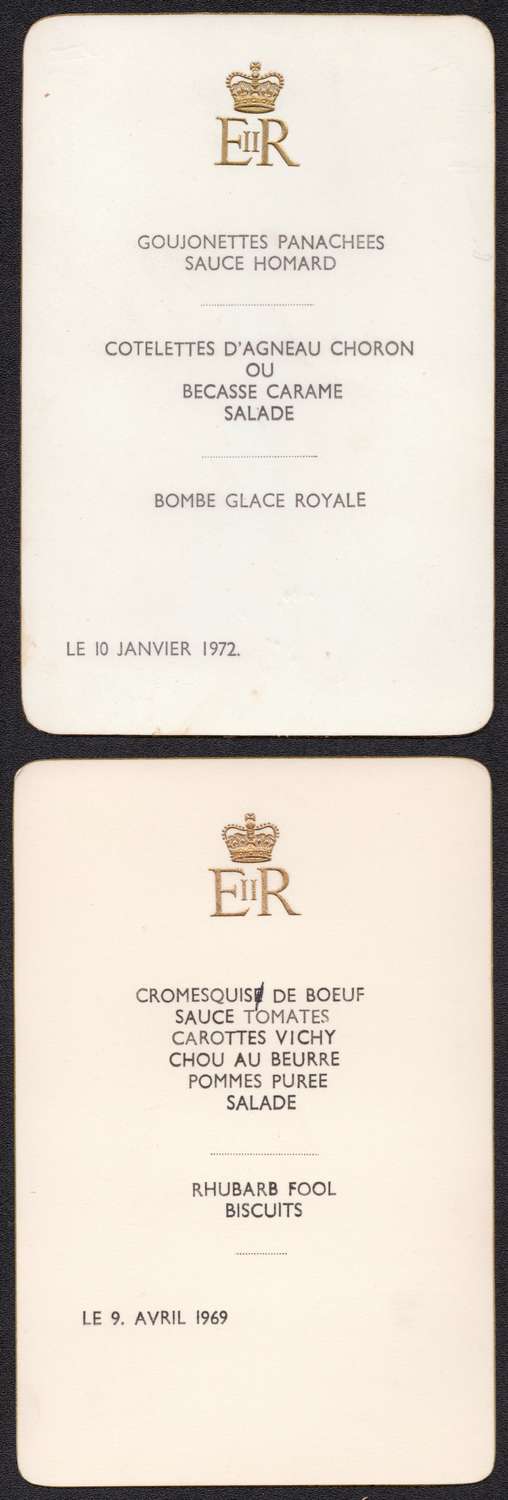 EIIR
GOUJONETTES PANACHEES
SAUCE HOMARD
COTELETTES D'AGNEAU CHORON
OU
BECASSE CARAME
SALADE
BOMBE GLACE ROYALE
LE 10 JANVIER 1972.
EIIR
CROMESQUIS DE BOEUF
SAUCE TOMATES
CAROTTES VICHY
CHOU AU BEURRE
POMMES PUREE
SALADE
RHUBARB FOOL
BISCUITS
LE 9. AVRIL 1969